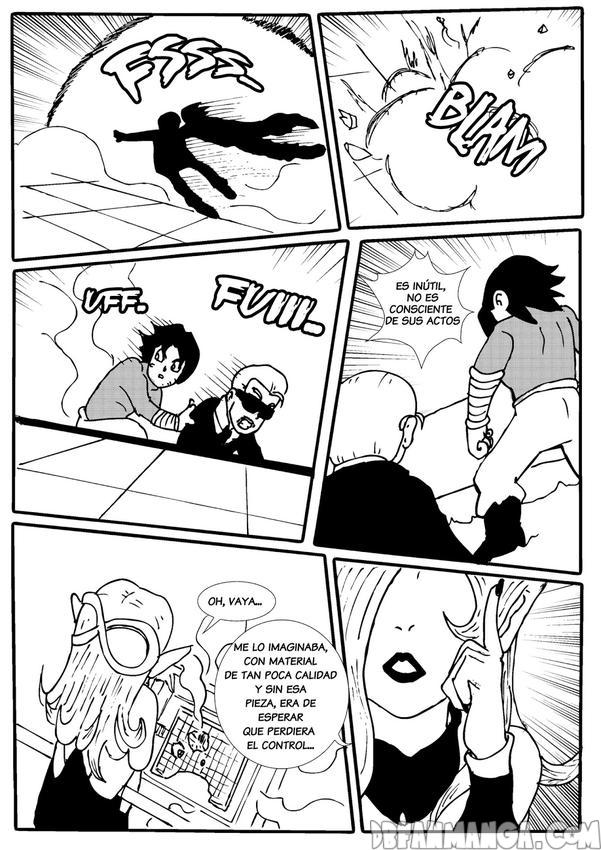 FSSSS..
BLAM
UFF..
FUIII..
ES INÚTIL,
NO ES
CONSCIENTE
DE SUS ACTOS
OH, VAYA...
ME LO IMAGINABA,
CON MATERIAL
DE TAN POCA CALIDAD
Y SIN ESA
PIEZA, ERA DE
ESPERAR
QUE PERDIERA
EL CONTROL...
DBFANMANGA.COM